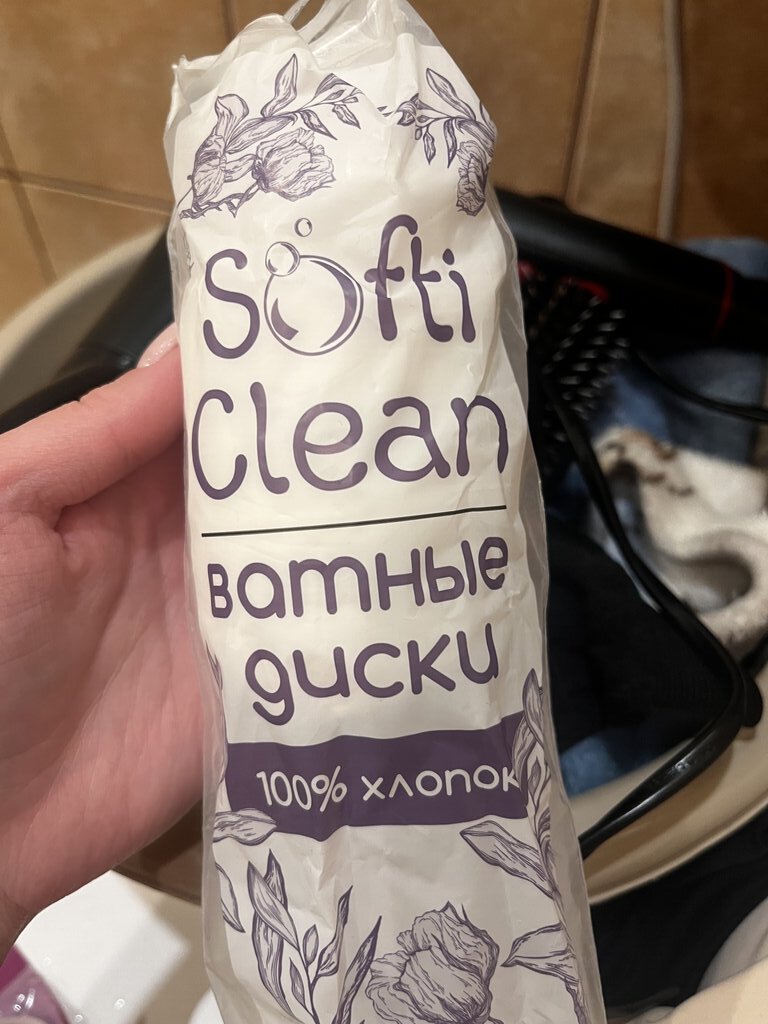 Softi
Clean
ватные
диски
100% хлопок